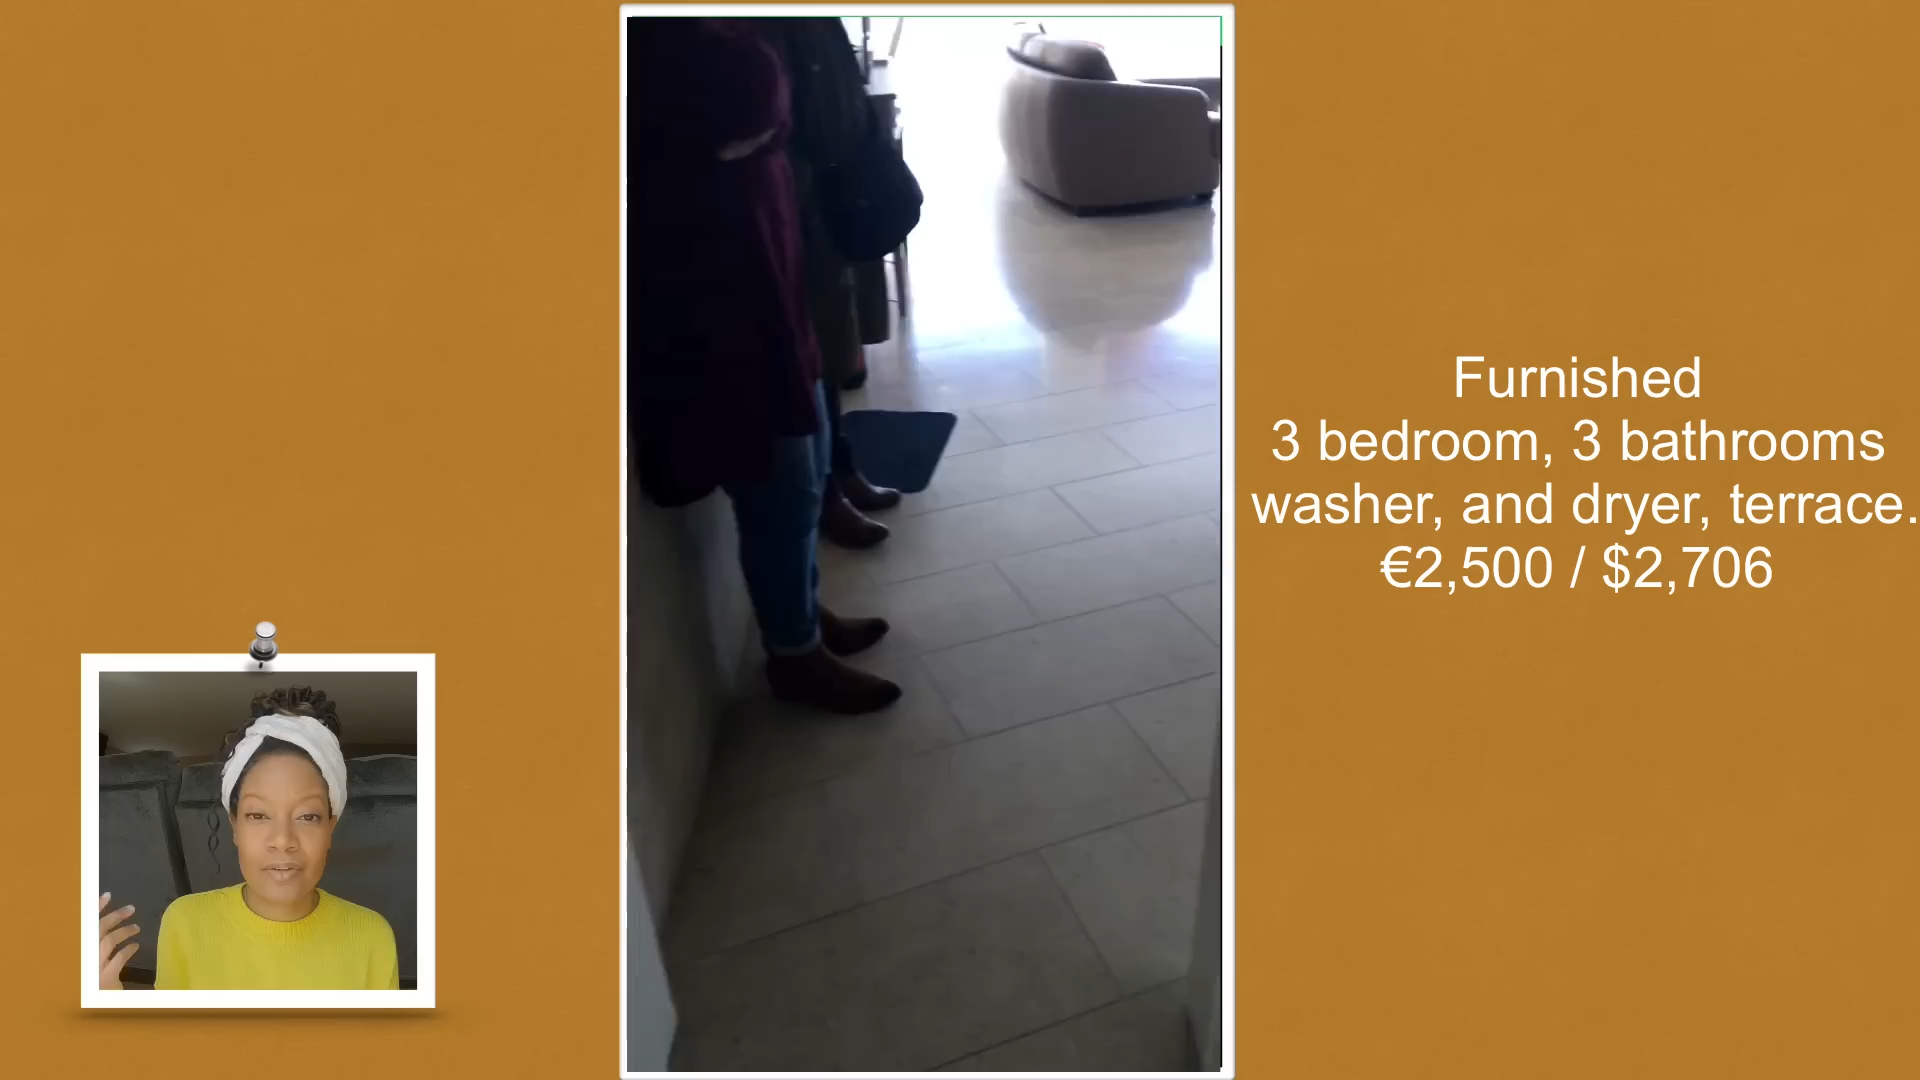 Furnished
3 bedroom, 3 bathrooms
washer, and dryer, terrace.
€2,500 / $2,706